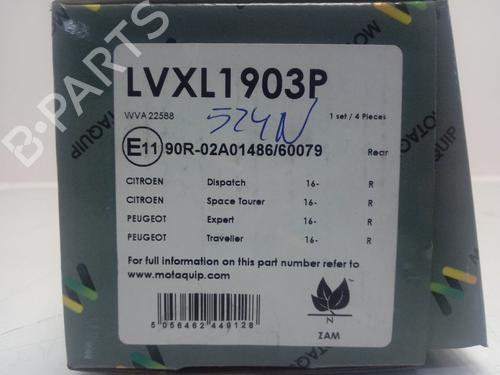 LVXL1903P
WVA 22588
524N
1 set / 4 Pieces
E11 90R-02A01486/60079
Rear
CITROEN Dispatch 16- R
CITROEN Space Tourer 16- R
PEUGEOT Expert 16- R
PEUGEOT Traveller 16- R
For full information on this part number refer to
www.motaquip.com
5 056462 449128
N
ZAM
MOTAQUIP
MOTAQUIP
B-PARTS